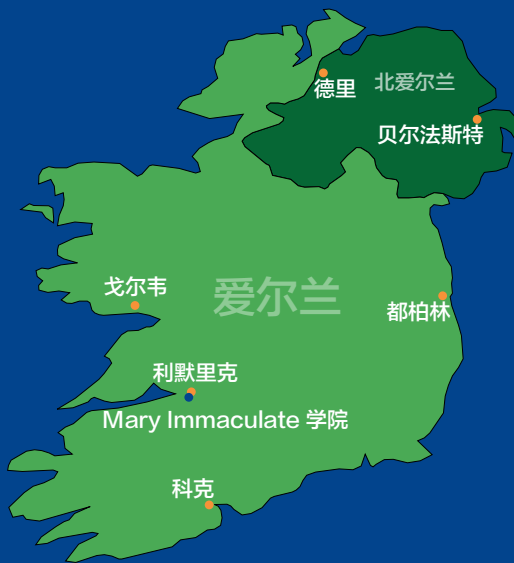 德里
北爱尔兰
贝尔法斯特
戈尔韦
爱尔兰
都柏林
利默里克
Mary Immaculate 学院
科克